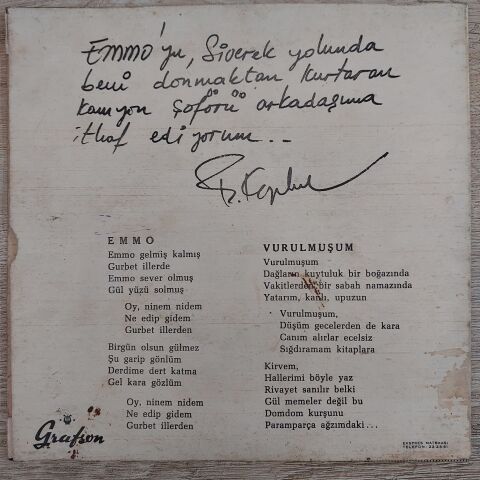 EMMO'yu, Siverek yolunda
beni donmaktan kurtaran
kamyon şoförü arkadaşıma
ithaf ediyorum...
EMMO
Emmo gelmiş kalmış
Gurbet illerde
Emmo sever olmuş
Gül yüzü solmuş
Oy, ninem nidem
Ne edip gidem
Gurbet illerden
Birgün olsun gülmez
Şu garip gönlüm
Derdime dert katma
Gel kara gözlüm
Oy, ninem nidem
Ne edip gidem
Gurbet illerden
Grafson
VURULMUŞUM
Vurulmuşum
Dağların kuytuluk bir boğazında
Vakitlerden bir sabah namazında
Yatarım, kanlı, upuzun
Vurulmuşum,
Düşüm gecelerden de kara
Canım alırlar ecelsiz
Sığdıramam kitaplara
Kirvem,
Hallerimi böyle yaz
Rivayet sanılır belki
Gül memeler değil bu
Domdom kurşunu
Paramparça ağzımdaki...
EKSPRES MATBAASI